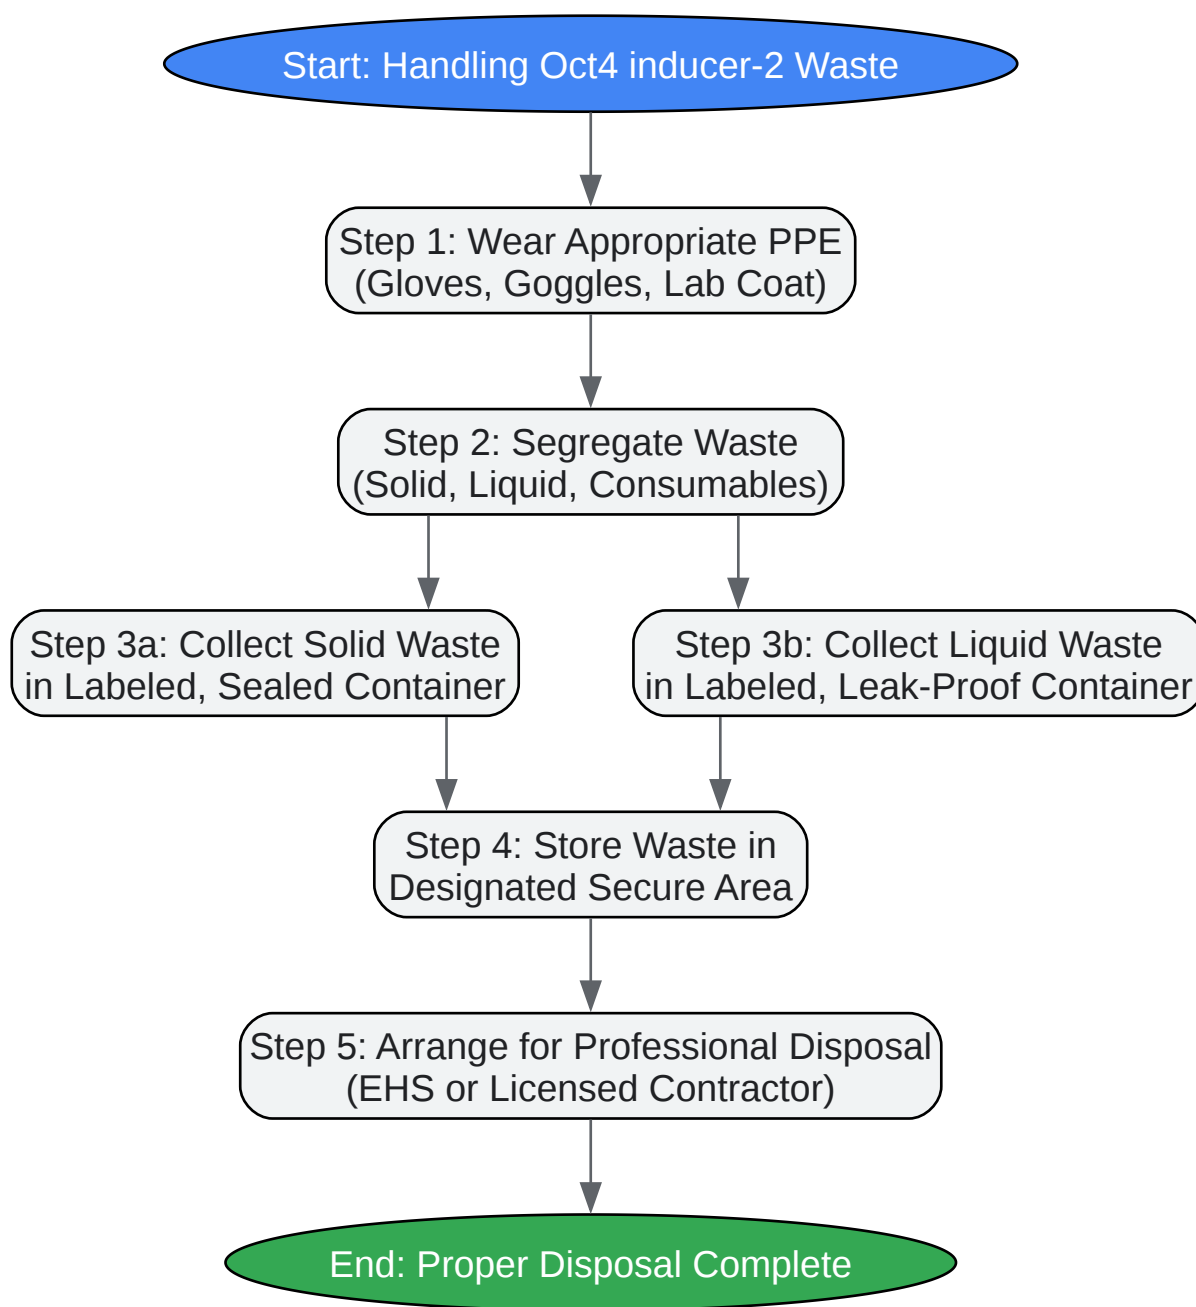 Start: Handling Oct4 inducer-2 Waste
Step 1: Wear Appropriate PPE
(Gloves, Goggles, Lab Coat)
Step 2: Segregate Waste
(Solid, Liquid, Consumables)
Step 3a: Collect Solid Waste
in Labeled, Sealed Container
Step 3b: Collect Liquid Waste
in Labeled, Leak-Proof Container
Step 4: Store Waste in
Designated Secure Area
Step 5: Arrange for Professional Disposal
(EHS or Licensed Contractor)
End: Proper Disposal Complete